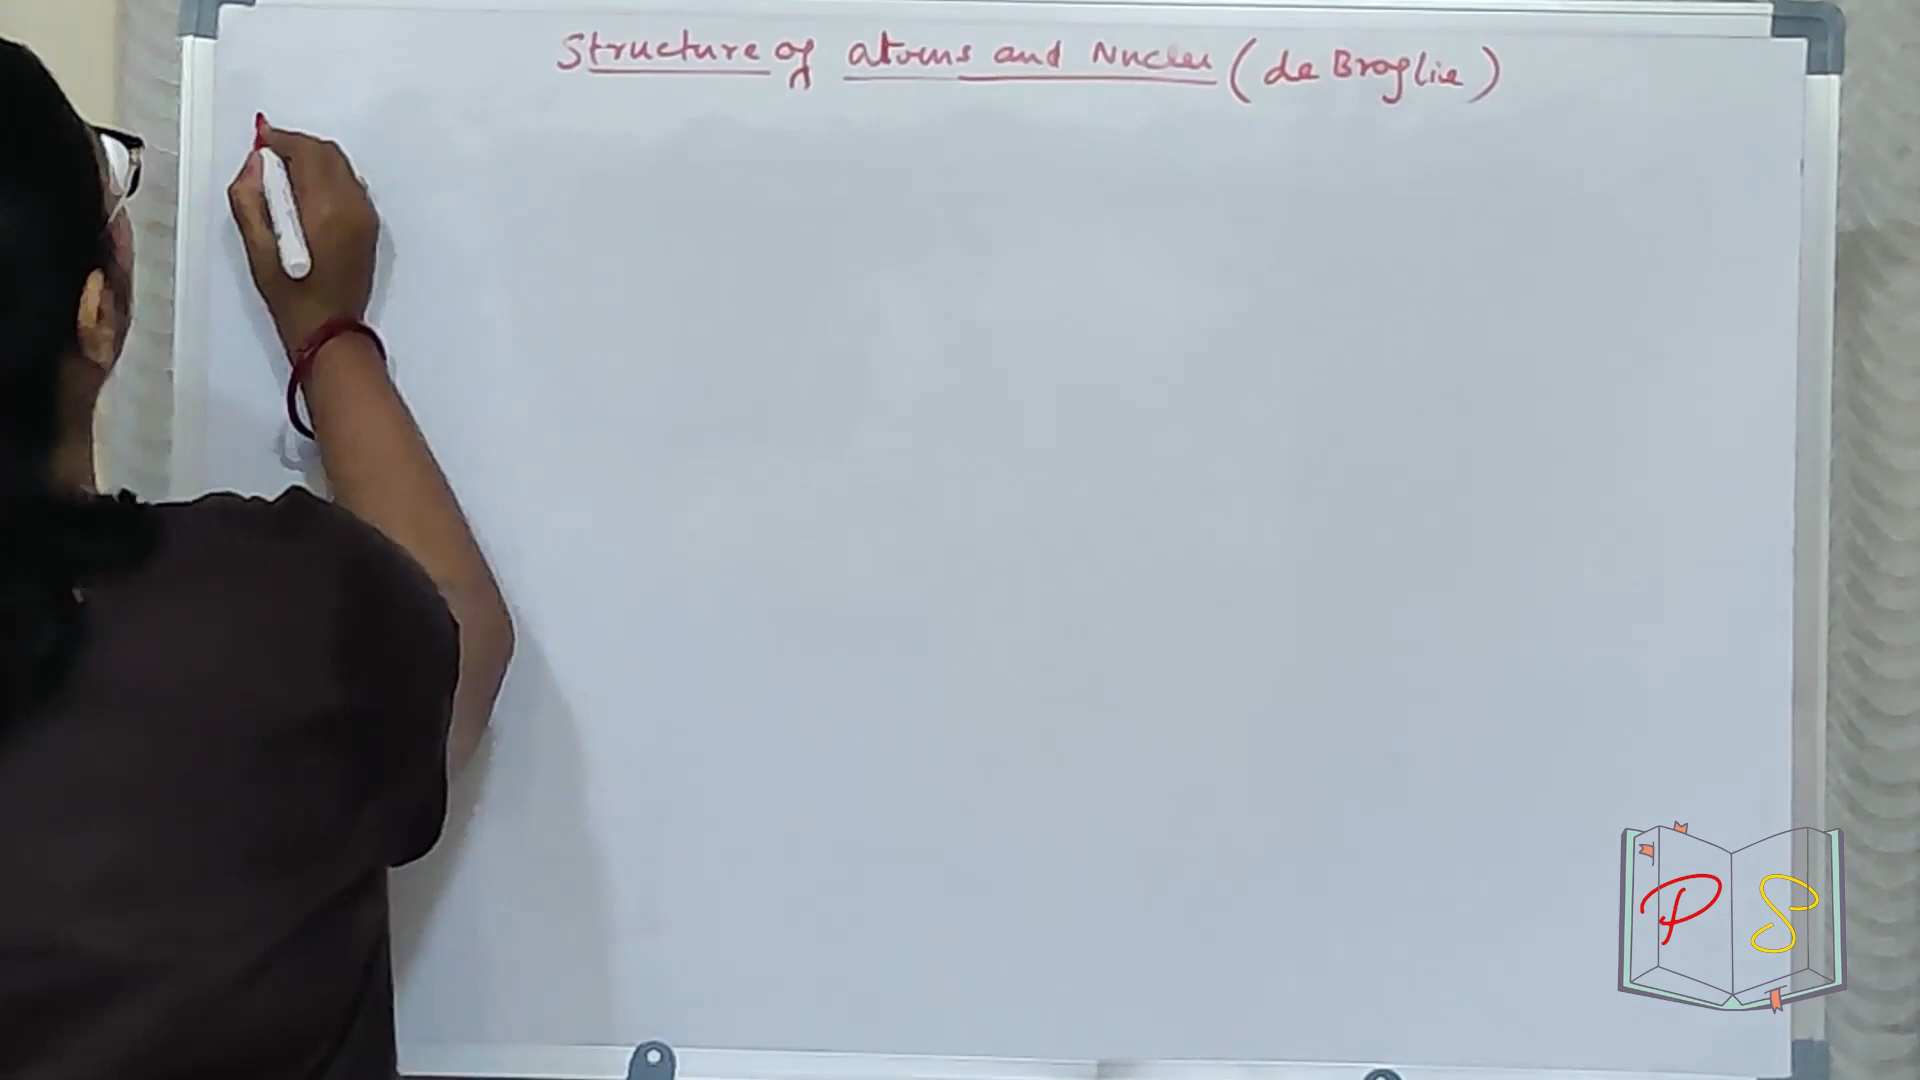 Structure of atoms and Nuclei (de Broglie)
P S